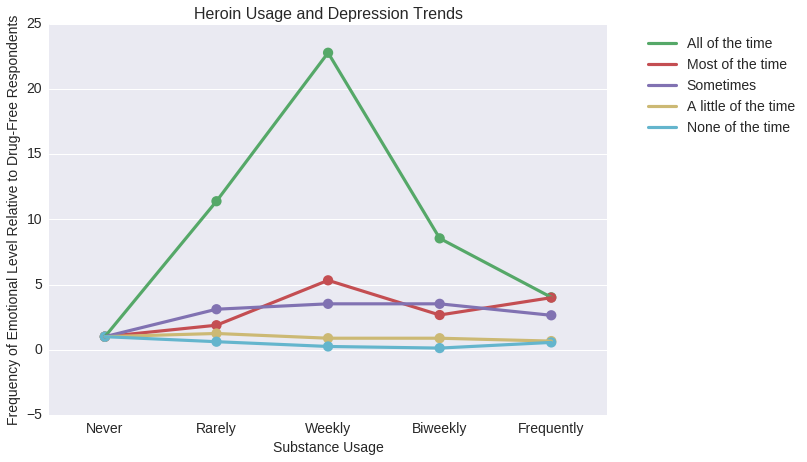 Heroin Usage and Depression Trends
Frequency of Emotional Level Relative to Drug-Free Respondents
25
20
15
10
5
0
−5
Never Rarely Weekly Biweekly Frequently
Substance Usage
All of the time
Most of the time
Sometimes
A little of the time
None of the time